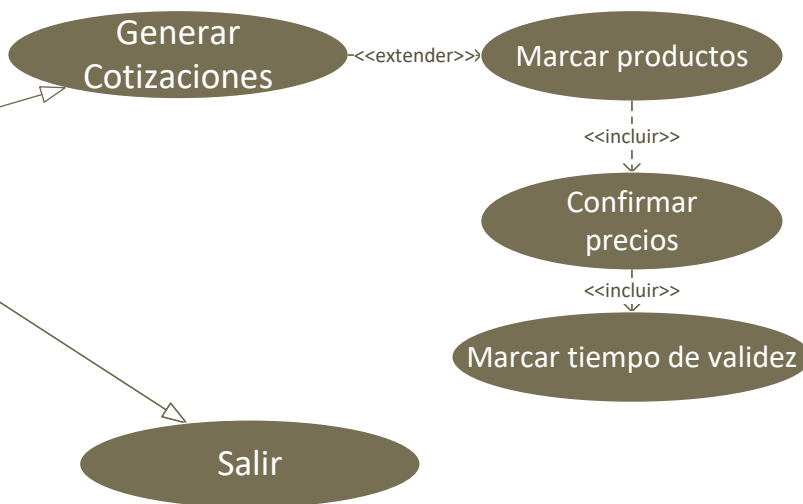 Generar
Cotizaciones
<<extender>>
Marcar productos
<<incluir>>
Confirmar
precios
<<incluir>>
Marcar tiempo de validez
Salir